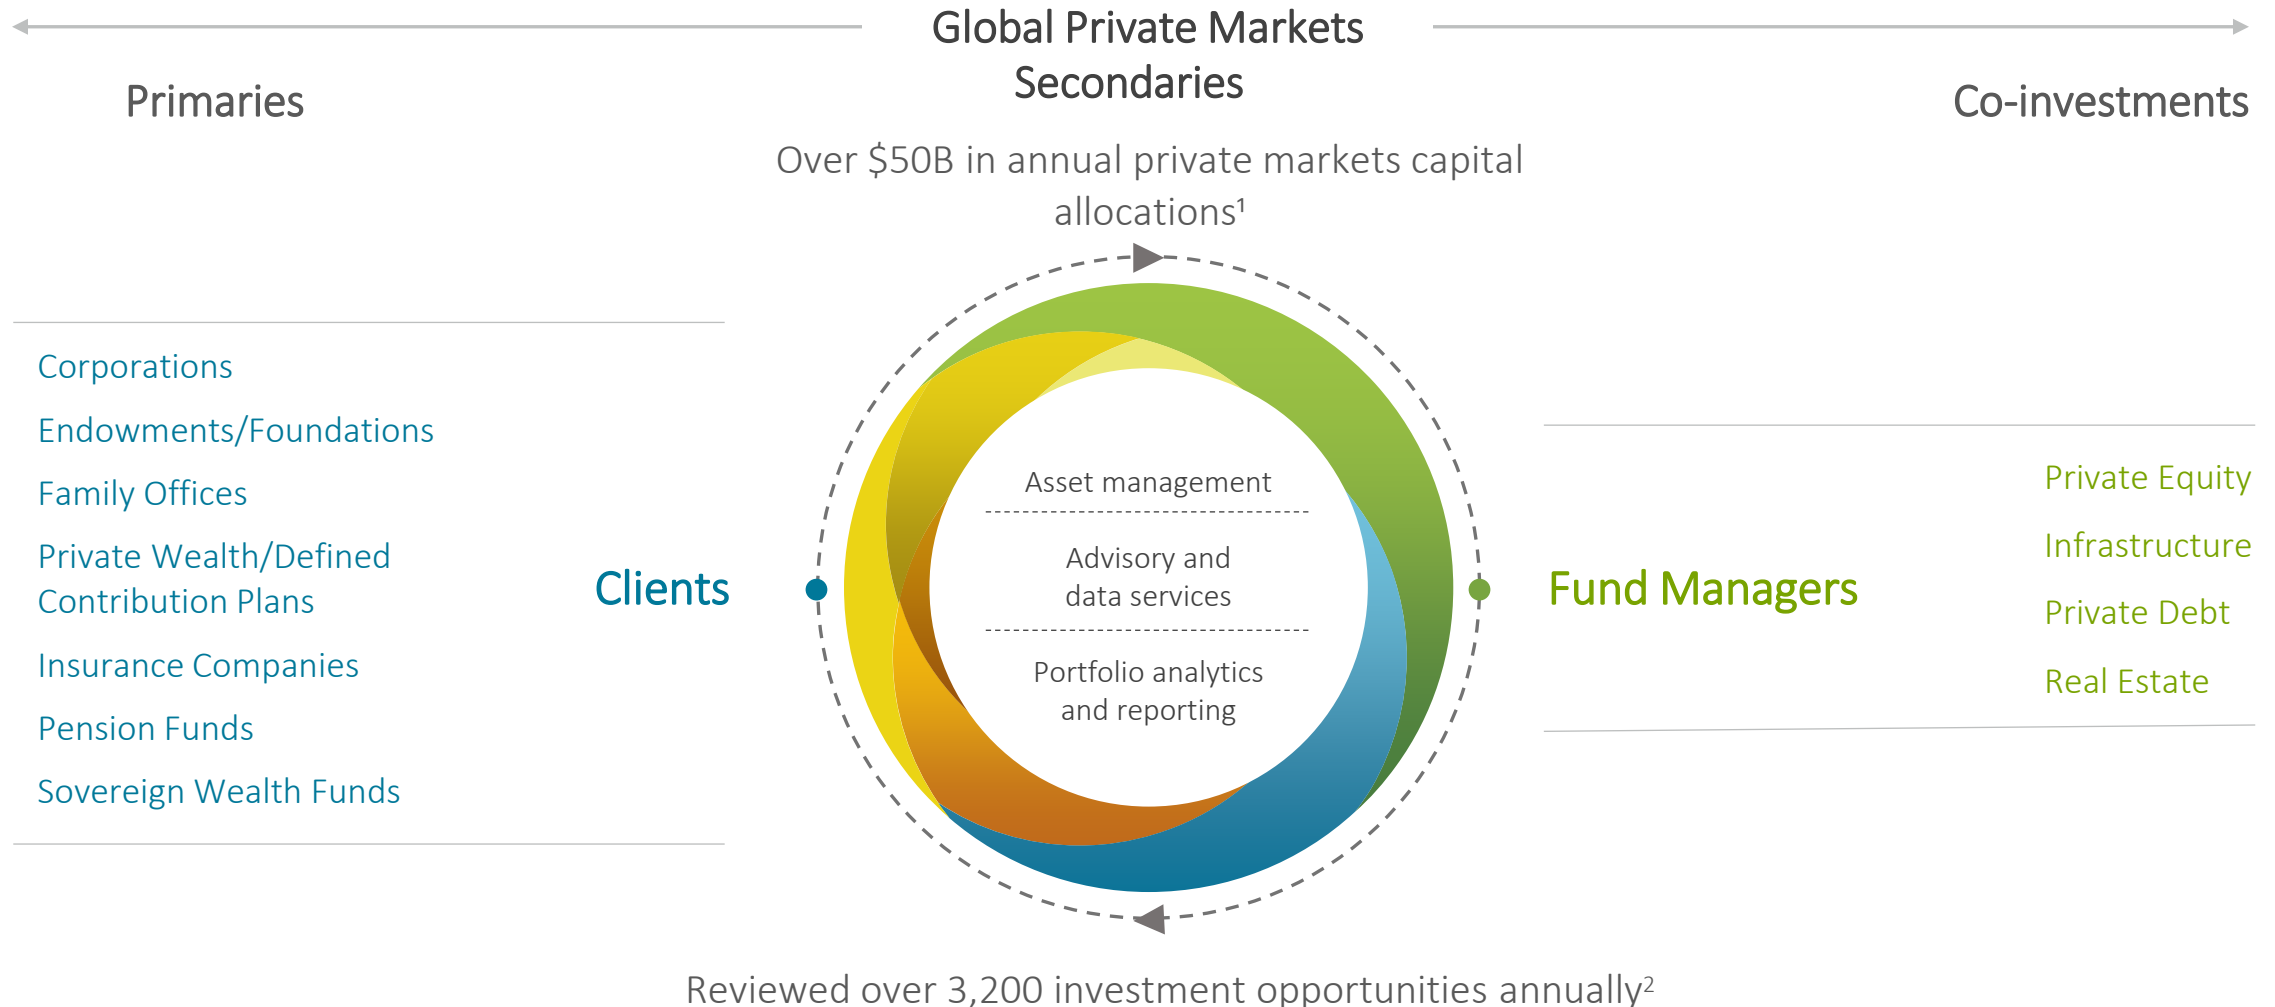 Global Private Markets
Primaries
Secondaries
Co-investments
Over $50B in annual private markets capital
allocations¹
Corporations
Endowments/Foundations
Family Offices
Private Wealth/Defined
Contribution Plans
Insurance Companies
Pension Funds
Sovereign Wealth Funds
Clients
Asset management
Advisory and
data services
Portfolio analytics
and reporting
Fund Managers
Private Equity
Infrastructure
Private Debt
Real Estate
Reviewed over 3,200 investment opportunities annually²